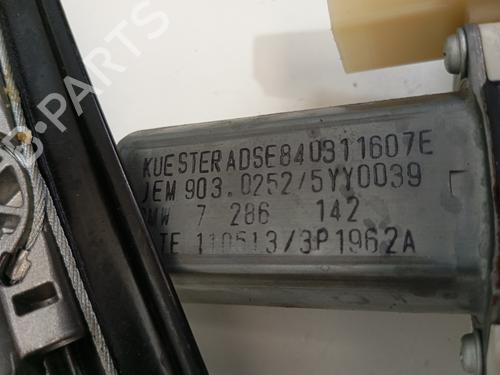 KUESTER ADSE840311607E
JEM 903.0252/5YY0039
BMW 7 286 142
TE 110513/3P1962A
B-PARTS